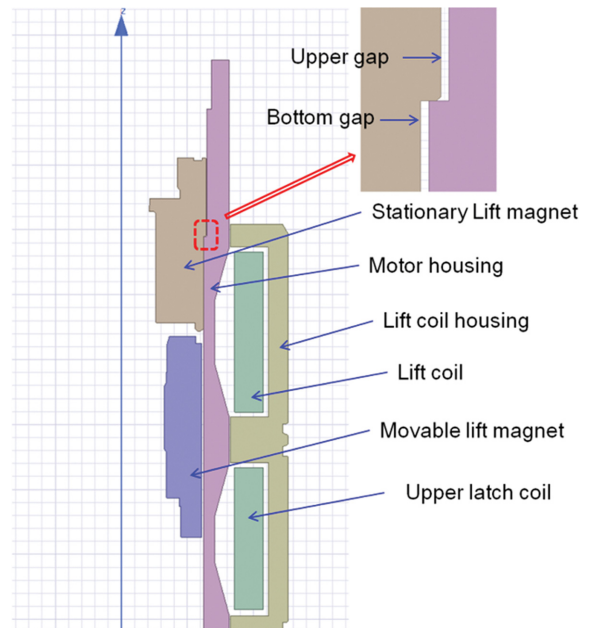 z
Upper gap
Bottom gap
Stationary Lift magnet
Motor housing
Lift coil housing
Lift coil
Movable lift magnet
Upper latch coil